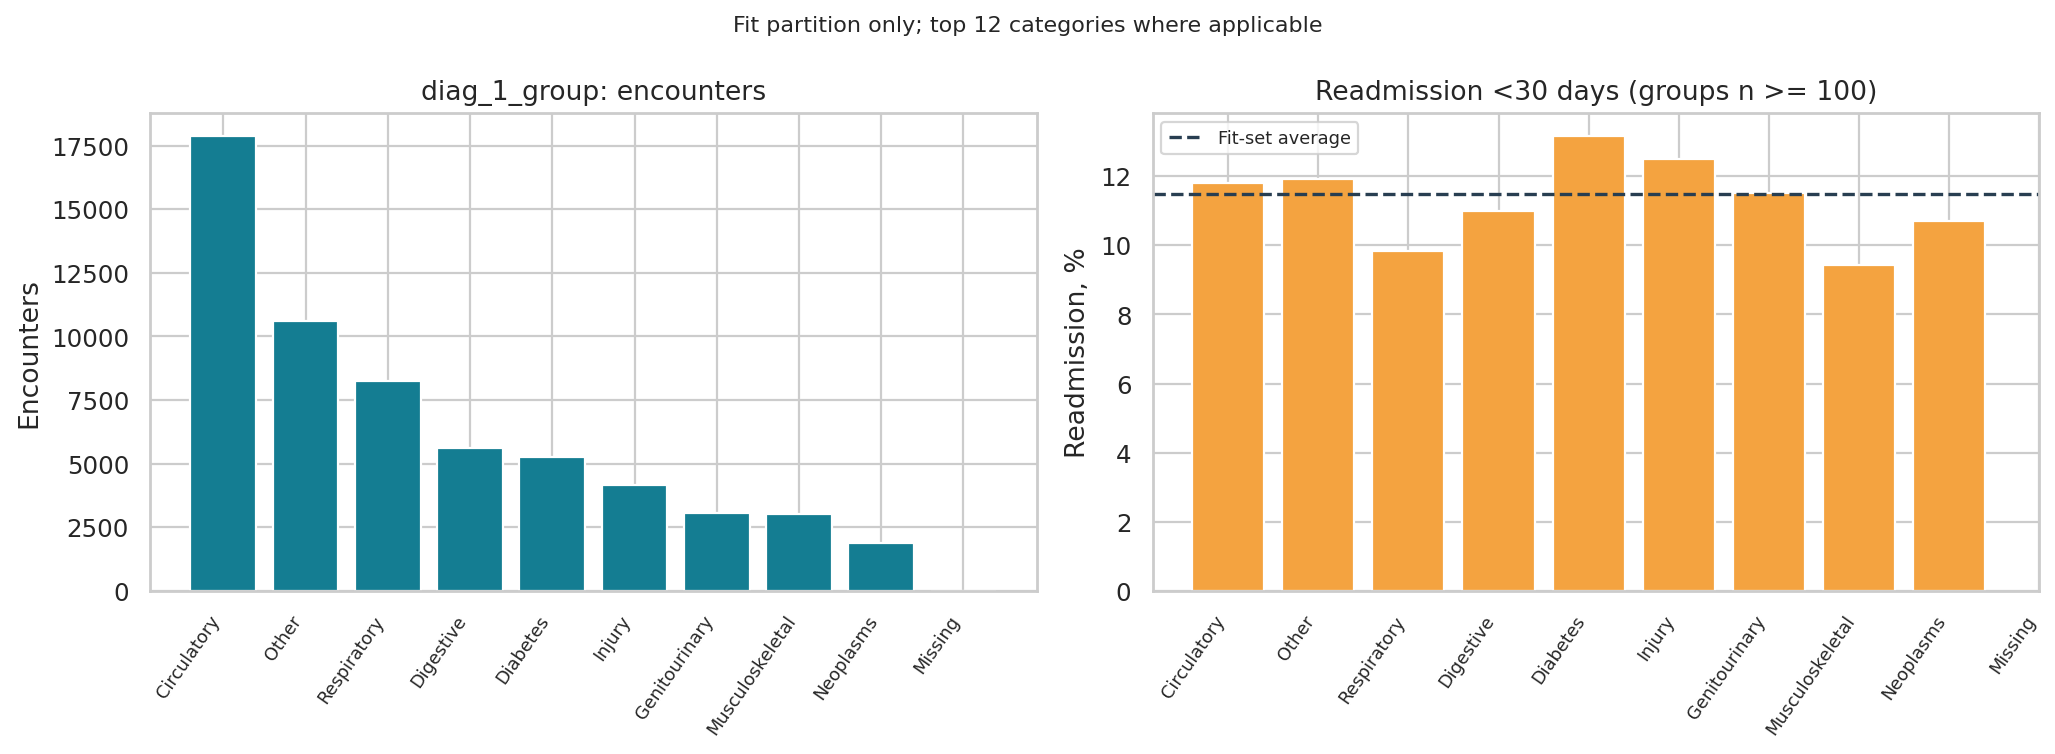 Fit partition only; top 12 categories where applicable
diag_1_group: encounters
Encounters
17500
15000
12500
10000
7500
5000
2500
0
Circulatory
Other
Respiratory
Digestive
Diabetes
Injury
Genitourinary
Musculoskeletal
Neoplasms
Missing
Readmission <30 days (groups n >= 100)
Fit-set average
Readmission, %
12
10
8
6
4
2
0
Circulatory
Other
Respiratory
Digestive
Diabetes
Injury
Genitourinary
Musculoskeletal
Neoplasms
Missing